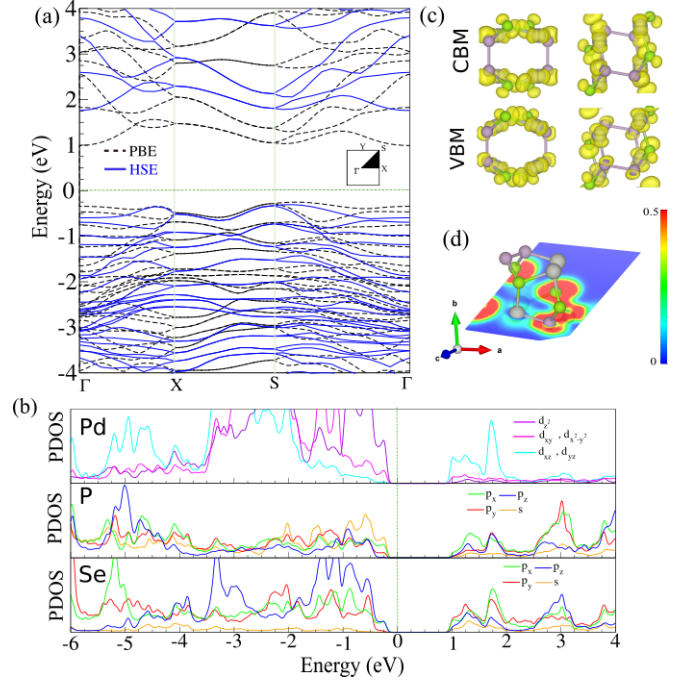 (a)
4
3
2
1
0
-1
-2
-3
-4
Energy (eV)
PBE
HSE
Y S
Γ X
Γ X S Γ
(c)
CBM
VBM
(d)
0.5
0
b
c a
(b)
PDOS
Pd
d_z²
d_xy , d_x²-y²
d_xz , d_yz
PDOS
P
p_x p_z
p_y s
PDOS
Se
p_x p_z
p_y s
-6 -5 -4 -3 -2 -1 0 1 2 3 4
Energy (eV)